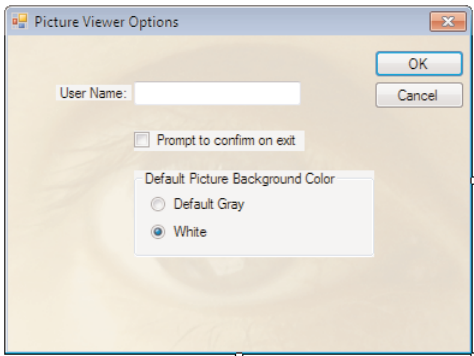 Picture Viewer Options
OK
User Name:
Cancel
Prompt to confirm on exit
Default Picture Background Color
Default Gray
White